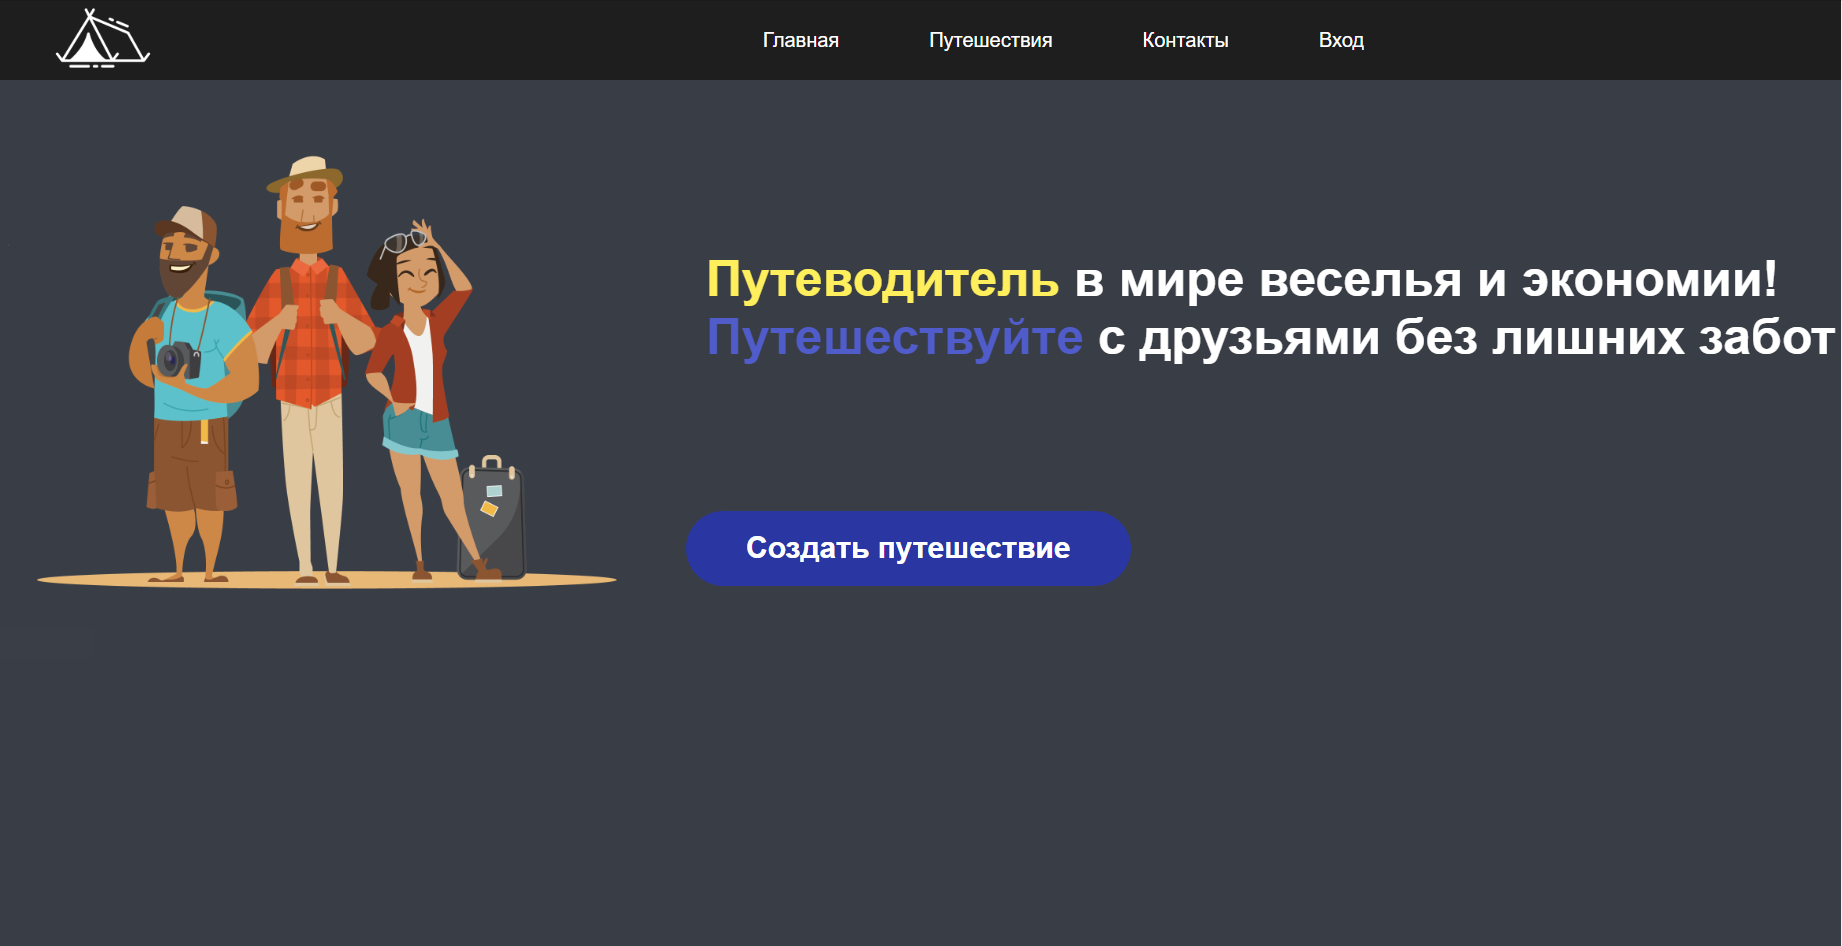 Главная
Путешествия
Контакты
Вход
Путеводитель в мире веселья и экономии!
Путешествуйте с друзьями без лишних забот
Создать путешествие